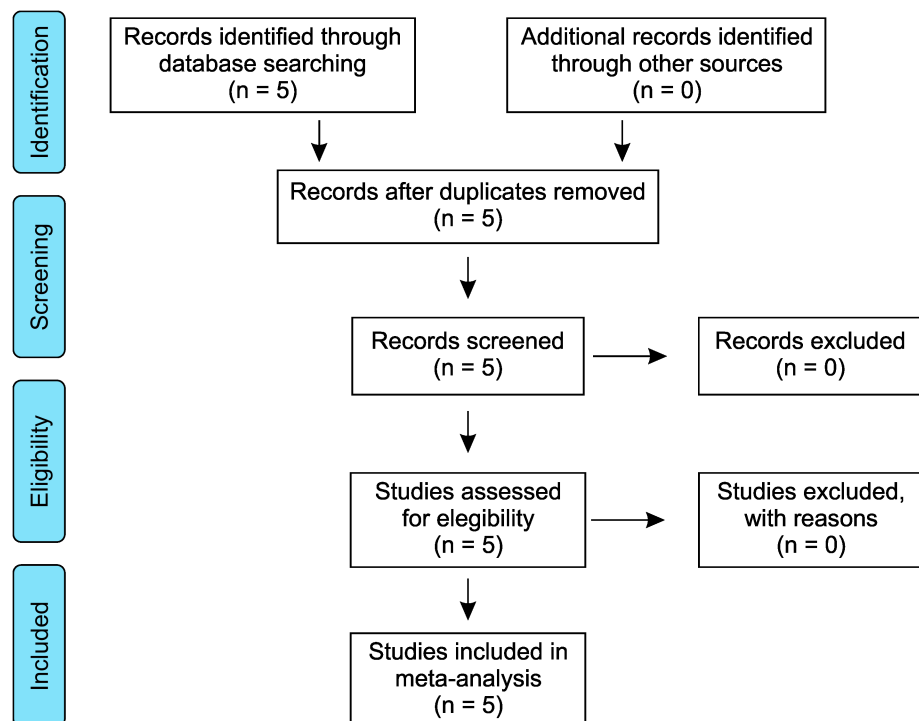 Identification
Records identified through
database searching
(n = 5)
Additional records identified
through other sources
(n = 0)
Records after duplicates removed
(n = 5)
Screening
Records screened
(n = 5)
Records excluded
(n = 0)
Eligibility
Studies assessed
for elegibility
(n = 5)
Studies excluded,
with reasons
(n = 0)
Included
Studies included in
meta-analysis
(n = 5)